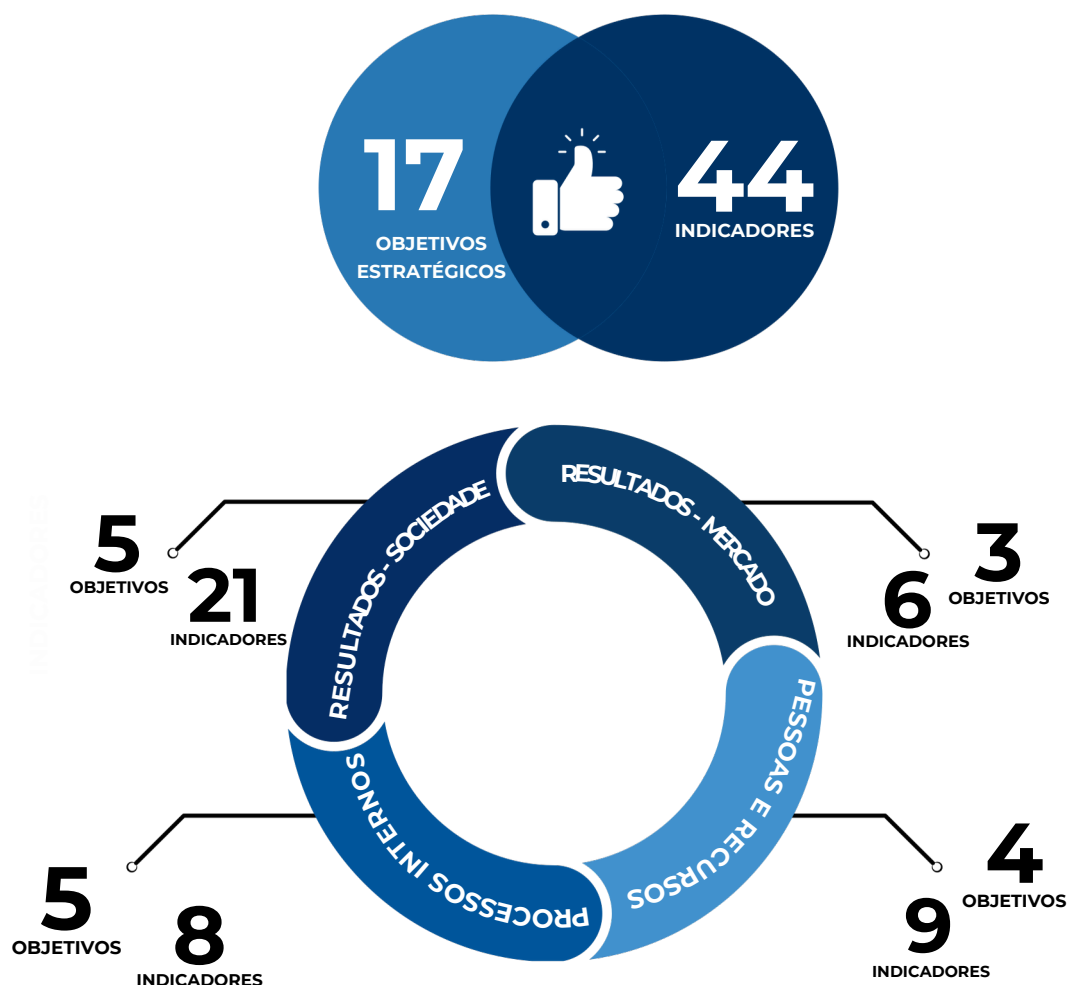 17
OBJETIVOS
ESTRATÉGICOS
44
INDICADORES
RESULTADOS - SOCIEDADE
5
OBJETIVOS
21
INDICADORES
RESULTADOS - MERCADO
3
OBJETIVOS
6
INDICADORES
PROCESSOS INTERNOS
5
OBJETIVOS
8
INDICADORES
PESSOAS E RECURSOS
4
OBJETIVOS
9
INDICADORES
INDICADORES